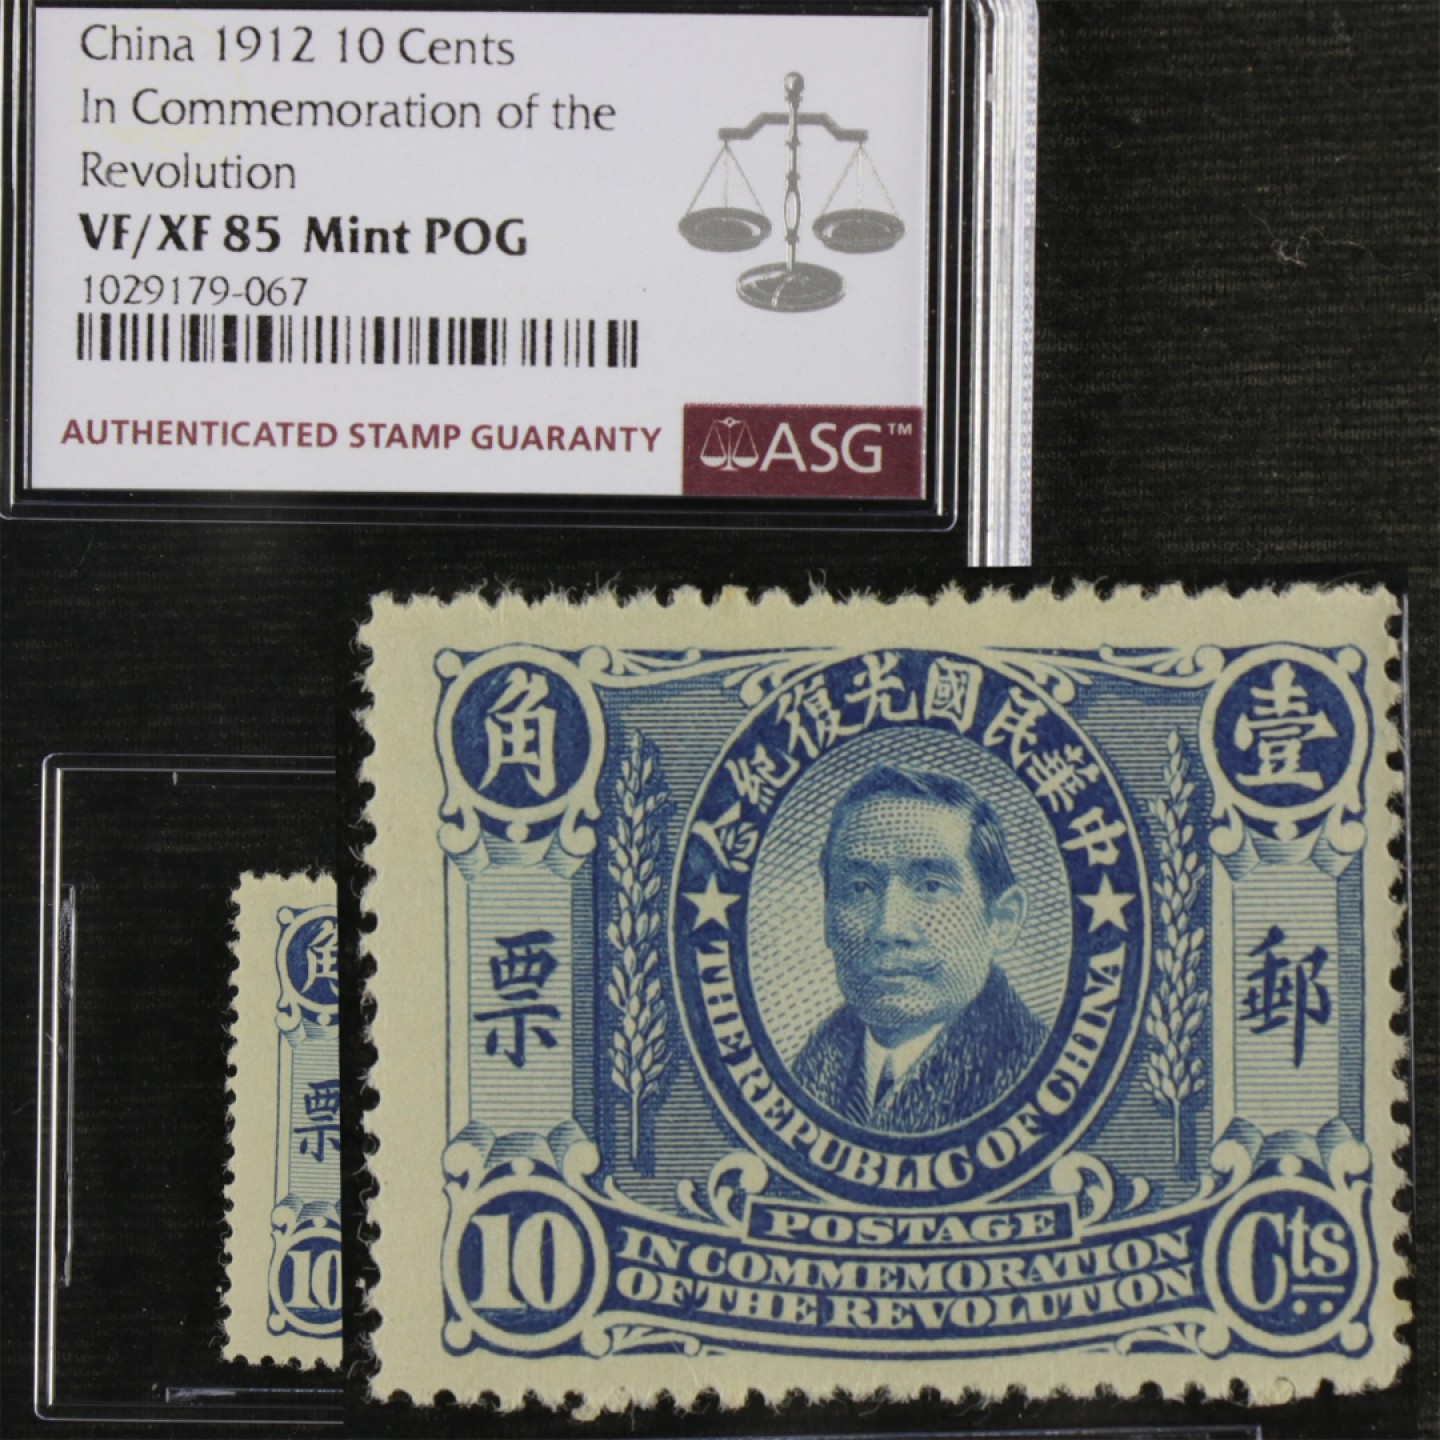 China 1912 10 Cents
In Commemoration of the
Revolution
VF/XF 85 Mint POG
1029179-067
AUTHENTICATED STAMP GUARANTY
ASG™
角
壹
中華民國光復紀念
票
郵
THE REPUBLIC OF CHINA
POSTAGE
10
IN COMMEMORATION
OF THE REVOLUTION
Cts
角
票
10